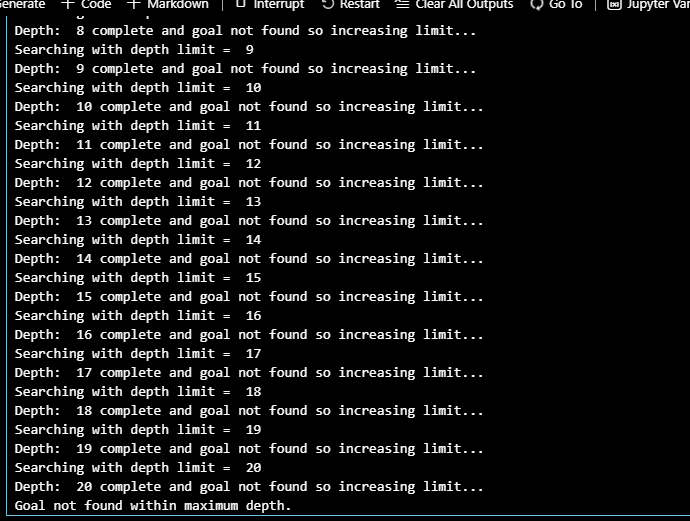 enerate + Code + Markdown Interrupt Restart Clear All Outputs Go To Jupyter Var
Depth:  8 complete and goal not found so increasing limit...
Searching with depth limit =  9
Depth:  9 complete and goal not found so increasing limit...
Searching with depth limit =  10
Depth:  10 complete and goal not found so increasing limit...
Searching with depth limit =  11
Depth:  11 complete and goal not found so increasing limit...
Searching with depth limit =  12
Depth:  12 complete and goal not found so increasing limit...
Searching with depth limit =  13
Depth:  13 complete and goal not found so increasing limit...
Searching with depth limit =  14
Depth:  14 complete and goal not found so increasing limit...
Searching with depth limit =  15
Depth:  15 complete and goal not found so increasing limit...
Searching with depth limit =  16
Depth:  16 complete and goal not found so increasing limit...
Searching with depth limit =  17
Depth:  17 complete and goal not found so increasing limit...
Searching with depth limit =  18
Depth:  18 complete and goal not found so increasing limit...
Searching with depth limit =  19
Depth:  19 complete and goal not found so increasing limit...
Searching with depth limit =  20
Depth:  20 complete and goal not found so increasing limit...
Goal not found within maximum depth.